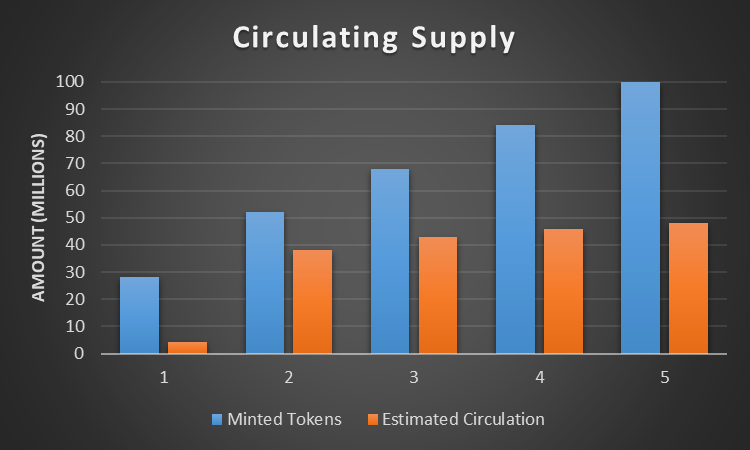 Circulating Supply
AMOUNT (MILLIONS)
100
90
80
70
60
50
40
30
20
10
0
1 2 3 4 5
Minted Tokens Estimated Circulation